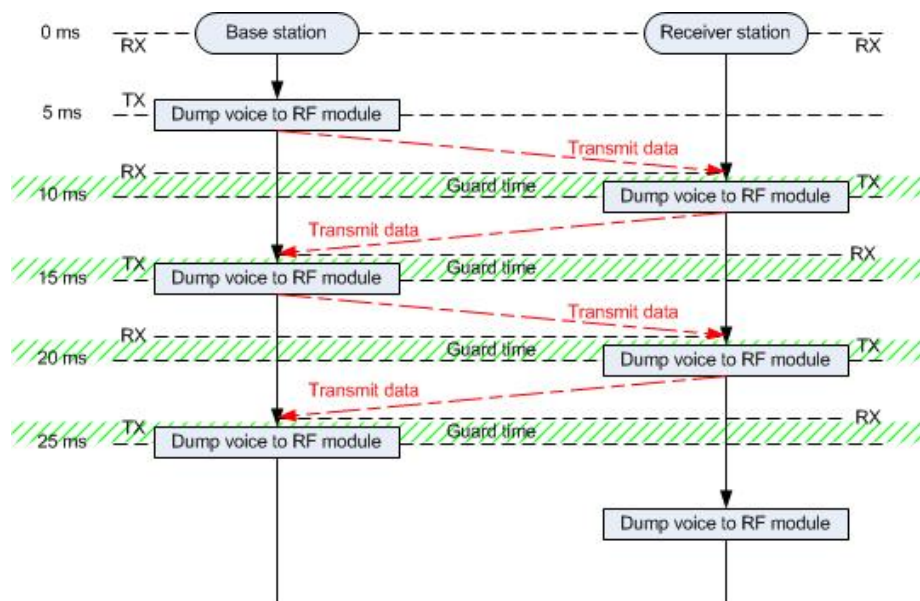 0 ms
RX
Base station
Receiver station
RX
TX
5 ms
Dump voice to RF module
Transmit data
RX
10 ms
Guard time
TX
Dump voice to RF module
Transmit data
RX
TX
15 ms
Guard time
Dump voice to RF module
Transmit data
RX
20 ms
Guard time
TX
Dump voice to RF module
Transmit data
RX
TX
25 ms
Guard time
Dump voice to RF module
Dump voice to RF module